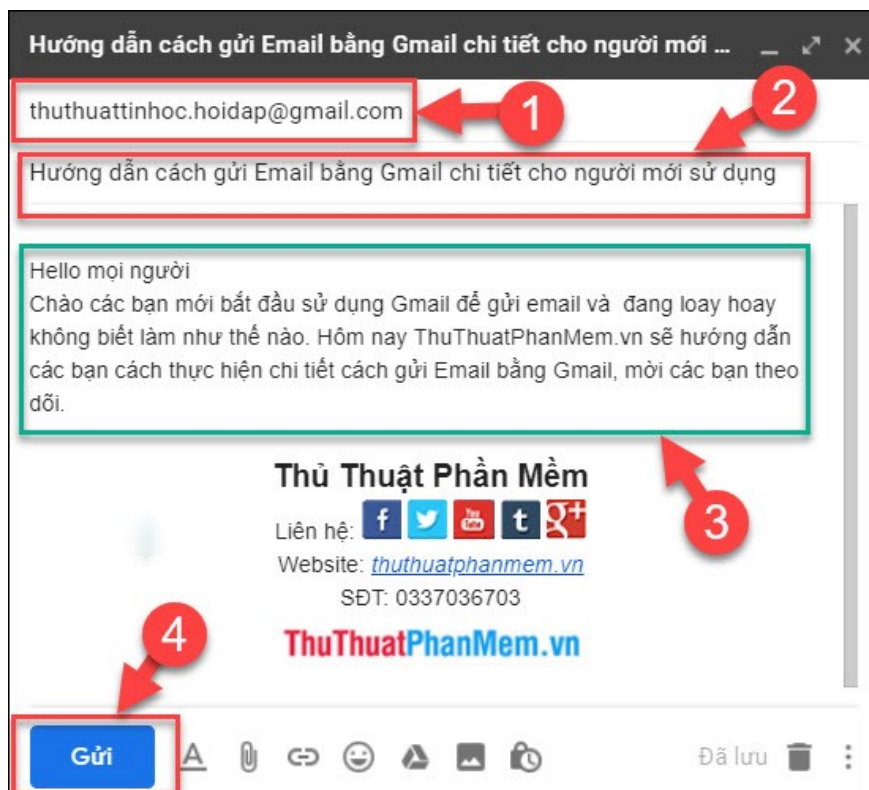 Hướng dẫn cách gửi Email bằng Gmail chi tiết cho người mới ...
thuthuattinhoc.hoidap@gmail.com
1
2
Hướng dẫn cách gửi Email bằng Gmail chi tiết cho người mới sử dụng
Hello mọi người
Chào các bạn mới bắt đầu sử dụng Gmail để gửi email và  đang loay hoay
không biết làm như thế nào. Hôm nay ThuThuatPhanMem.vn sẽ hướng dẫn
các bạn cách thực hiện chi tiết cách gửi Email bằng Gmail, mời các bạn theo
dõi.
3
Thủ Thuật Phần Mềm
Liên hệ: f You Tube t g+
Website: thuthuatphanmem.vn
SĐT: 0337036703
ThuThuatPhanMem.vn
4
Gửi A Đã lưu